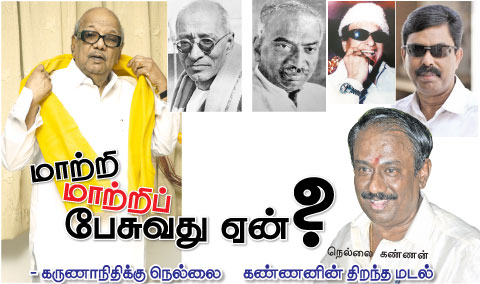 மாற்றி
மாற்றிப்
பேசுவது ஏன்?
நெல்லை கண்ணன்
- கருணாநிதிக்கு நெல்லை கண்ணனின் திறந்த மடல்